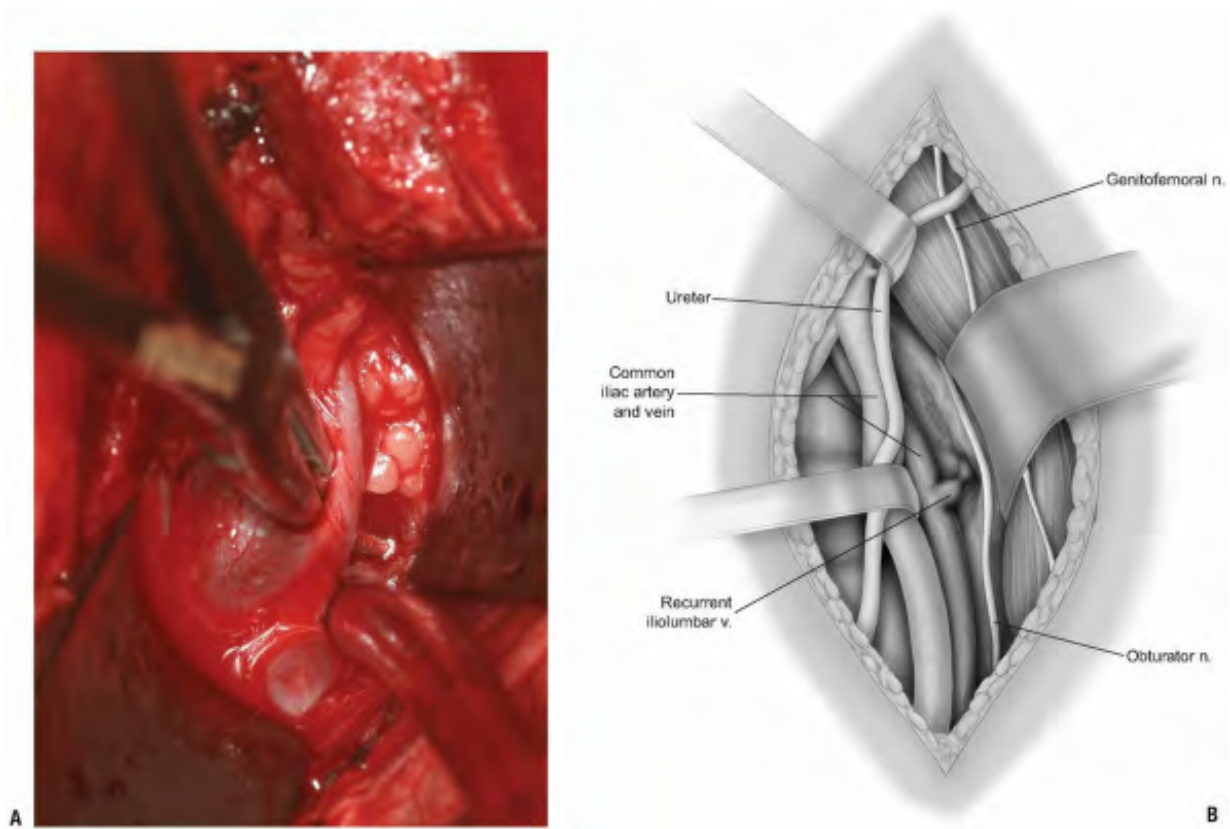 Genitofemoral n.
Ureter
Common
iliac artery
and vein
Recurrent
iliolumbar v.
Obturator n.
A
B